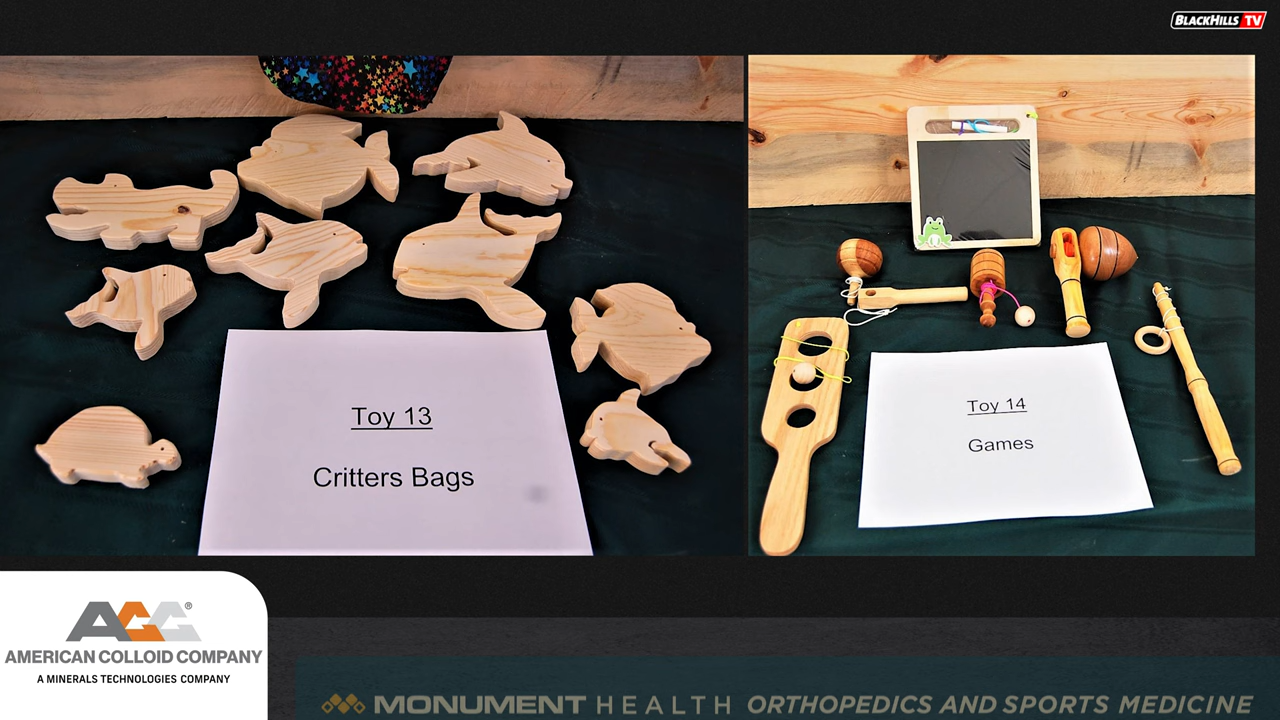 BLACKHILLS TV
Toy 13
Critters Bags
Toy 14
Games
ACC®
AMERICAN COLLOID COMPANY
A MINERALS TECHNOLOGIES COMPANY
MONUMENT HEALTH ORTHOPEDICS AND SPORTS MEDICINE